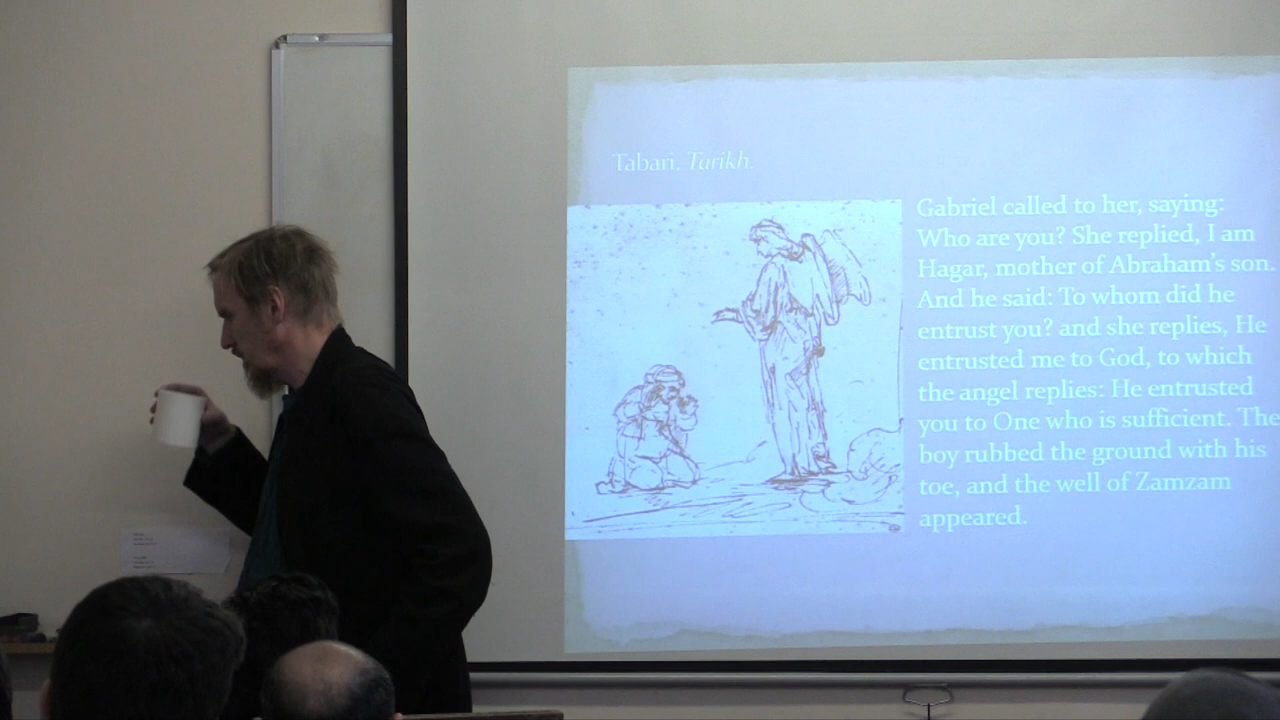 Tabari, Tarikh.
Gabriel called to her, saying:
Who are you? She replied, I am
Hagar, mother of Abraham's son.
And he said: To whom did he
entrust you? and she replies, He
entrusted me to God, to which
the angel replies: He entrusted
you to One who is sufficient. The
boy rubbed the ground with his
toe, and the well of Zamzam
appeared.